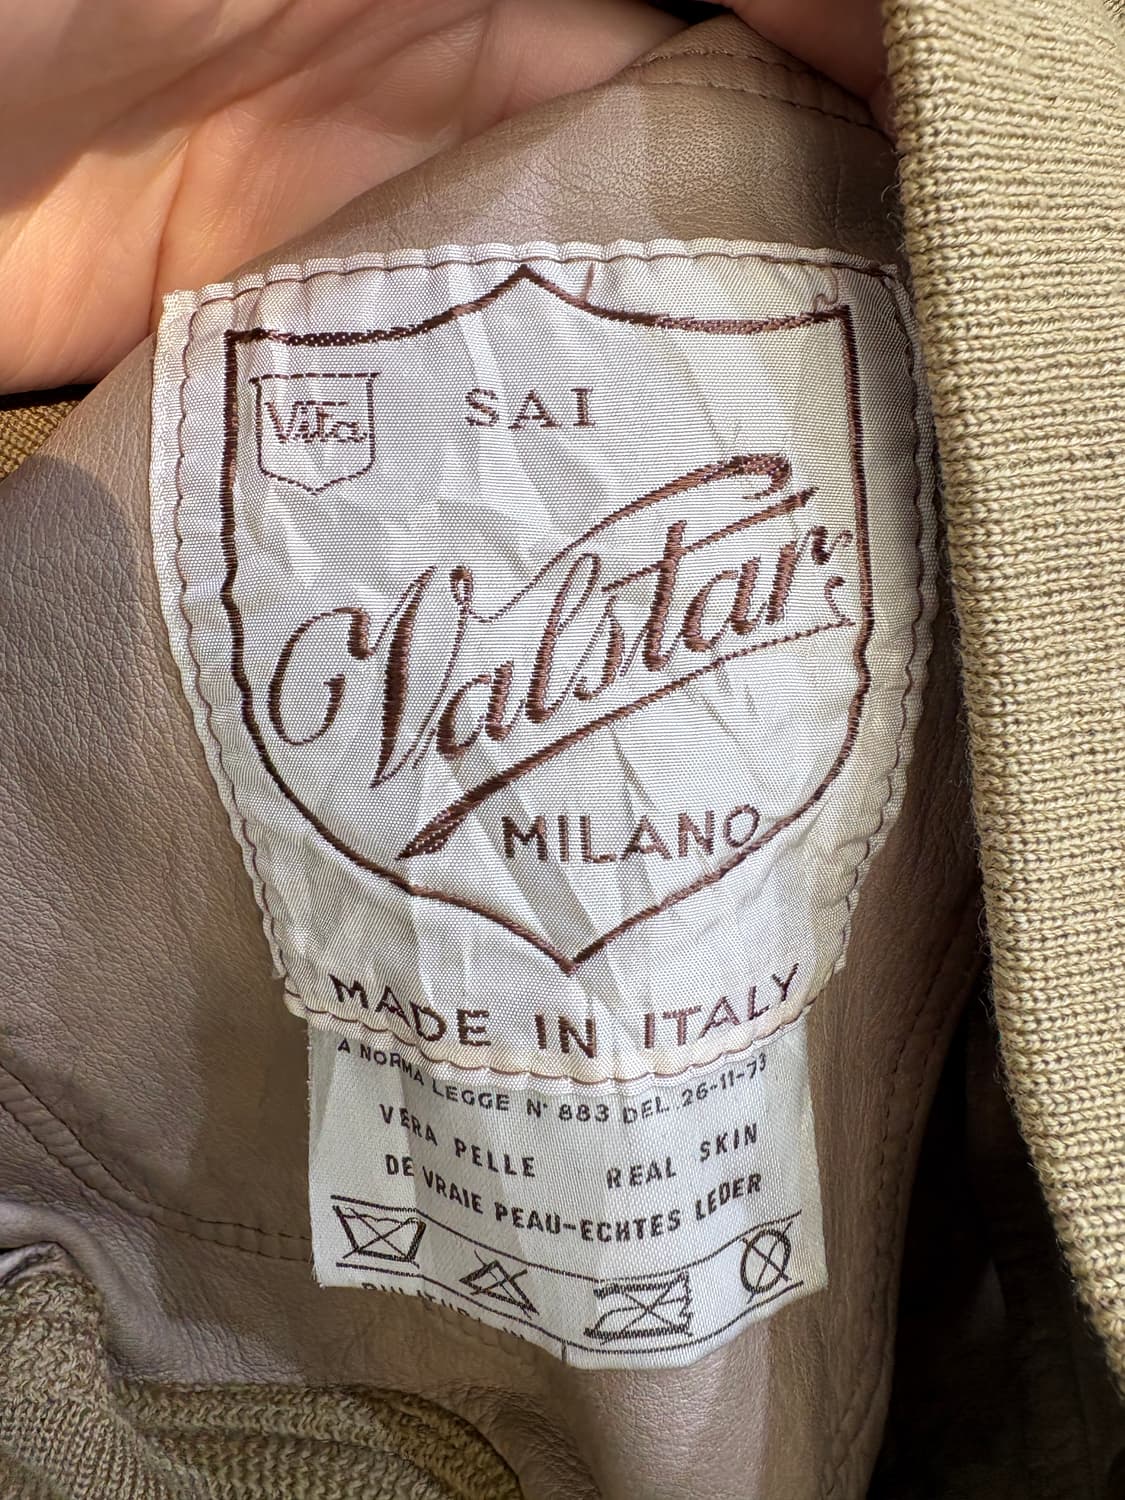 Vita
SAI
Valstar
MILANO
MADE IN ITALY
A NORMA LEGGE N° 883 DEL 26-11-73
VERA PELLE REAL SKIN
DE VRAIE PEAU-ECHTES LEDER